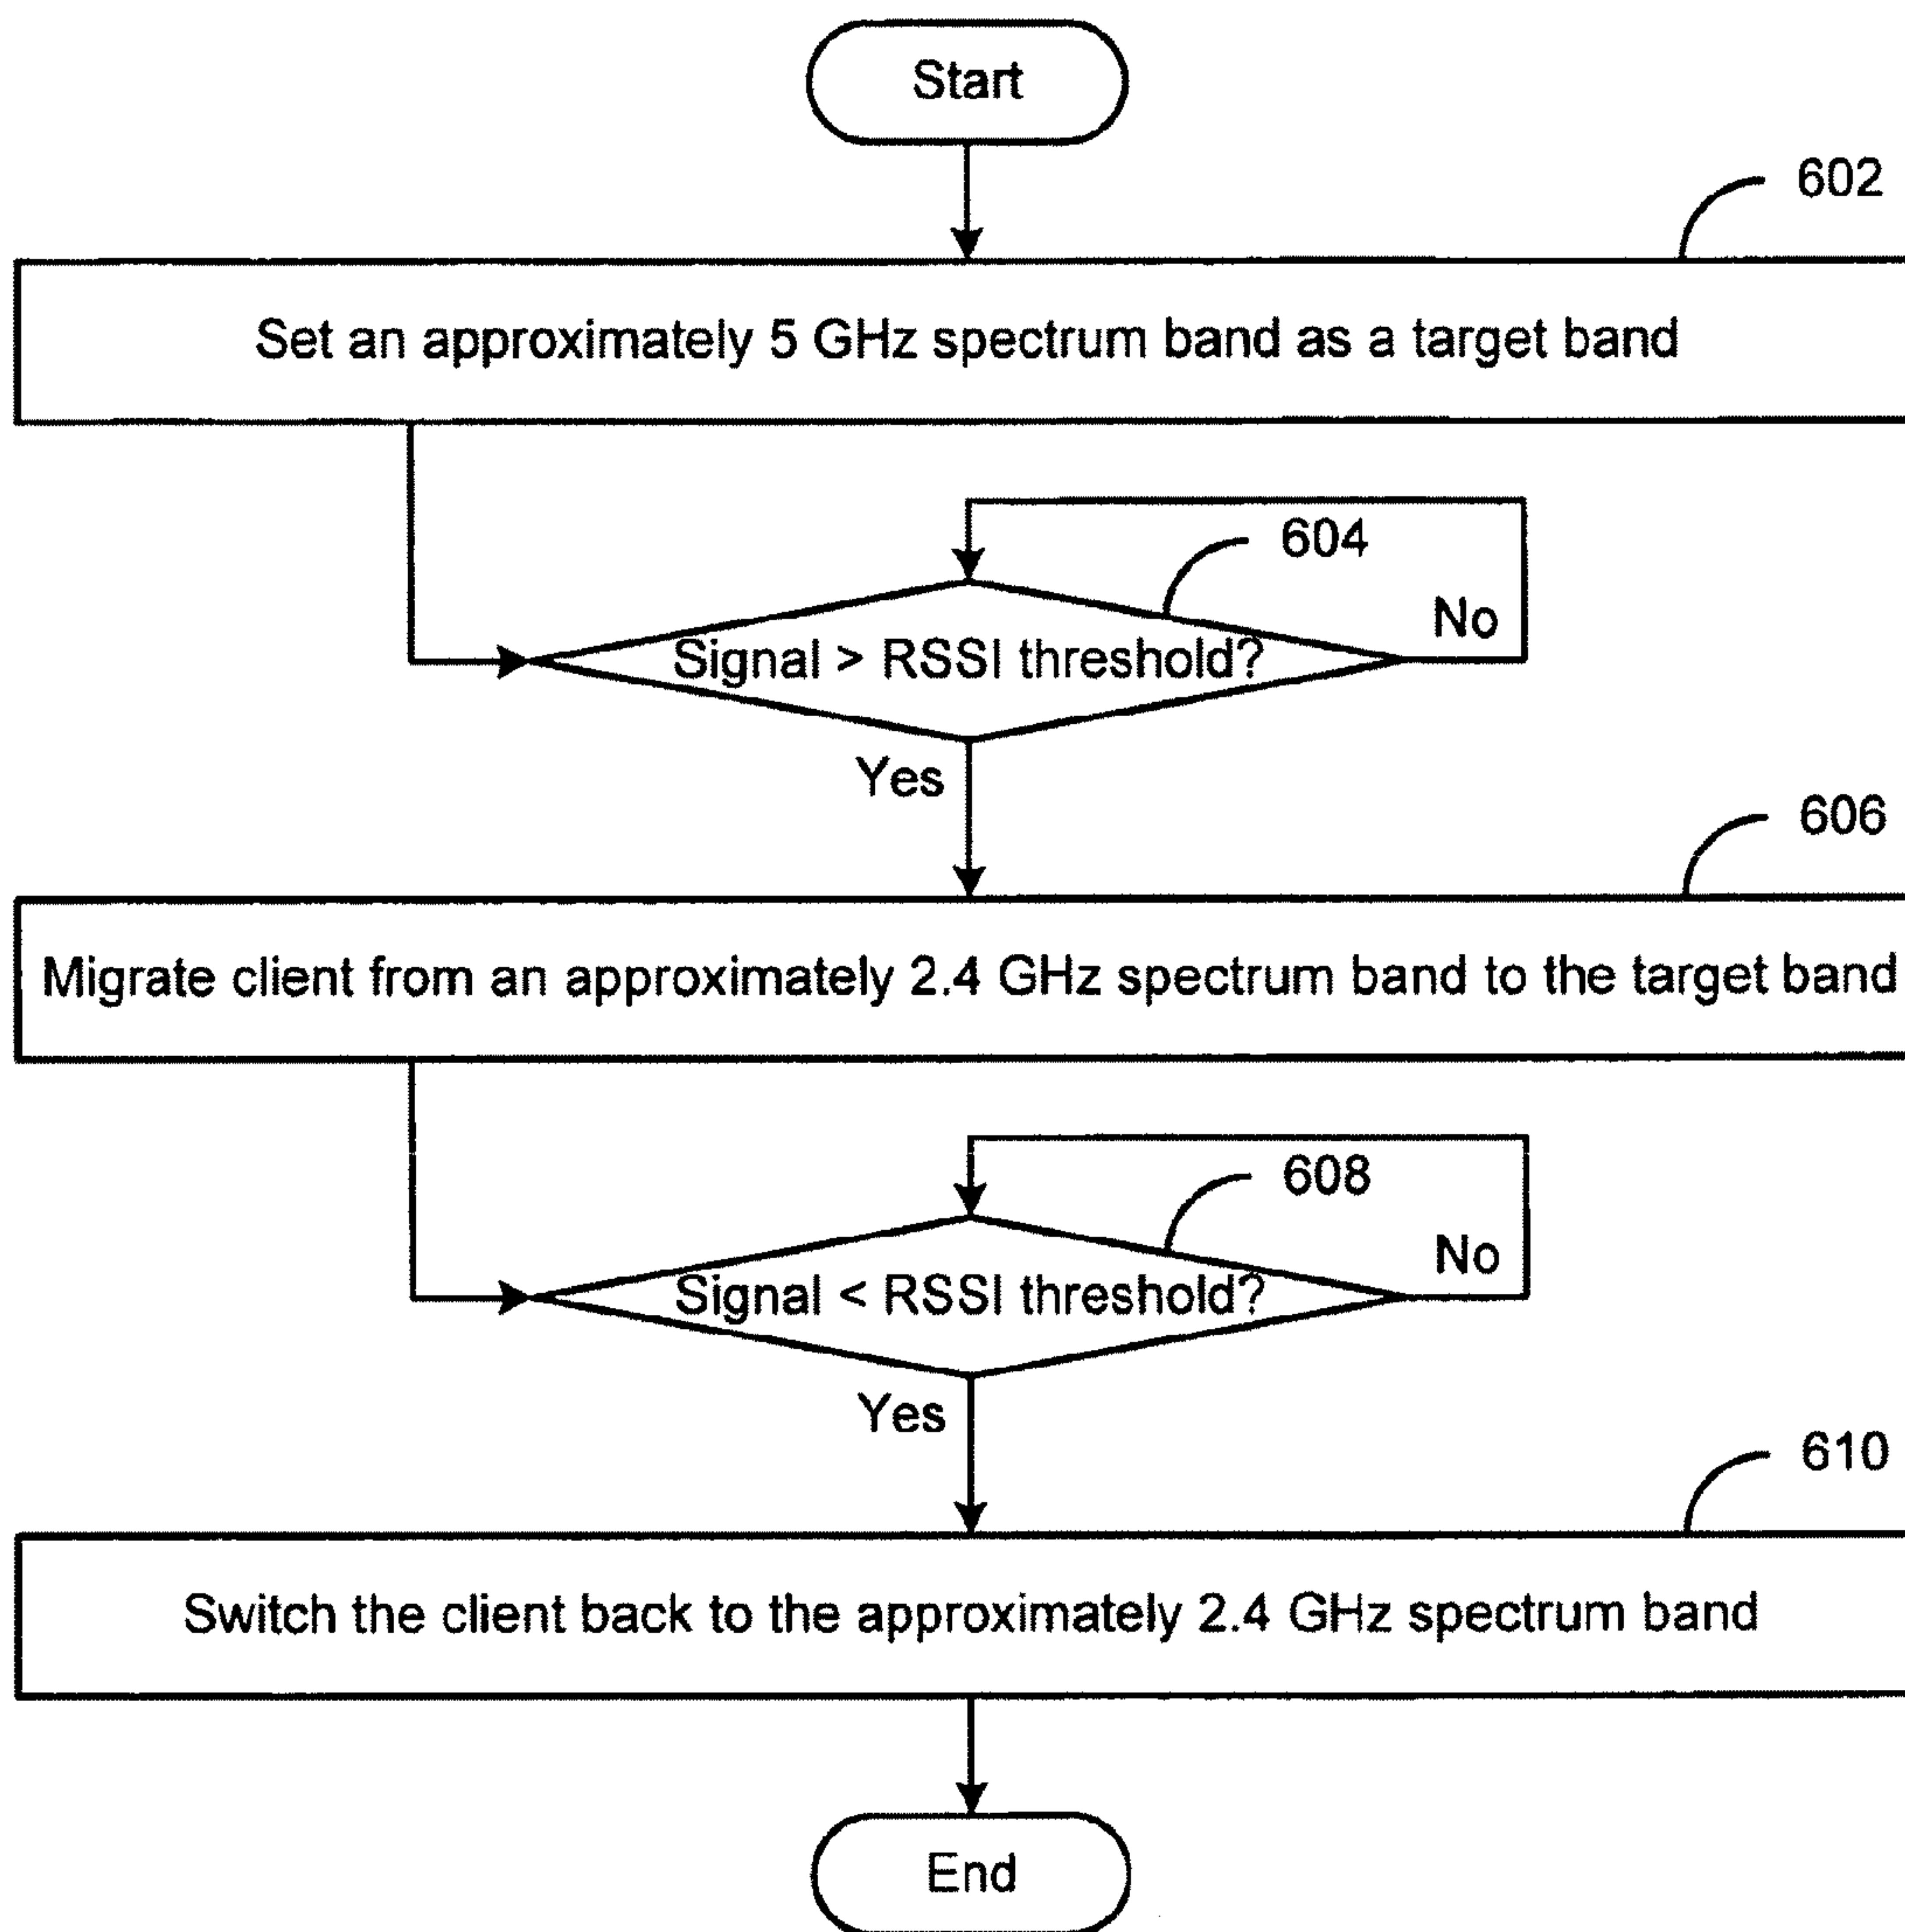 Start
602
Set an approximately 5 GHz spectrum band as a target band
604
No
Signal > RSSI threshold?
Yes
606
Migrate client from an approximately 2.4 GHz spectrum band to the target band
608
No
Signal < RSSI threshold?
Yes
610
Switch the client back to the approximately 2.4 GHz spectrum band
End